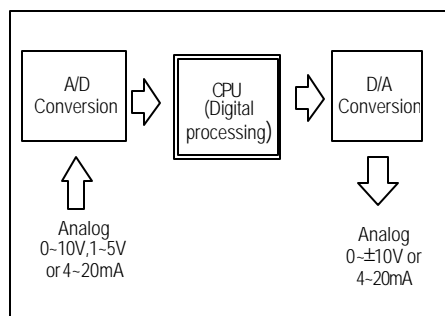 A/D
Conversion
CPU
(Digital
processing)
D/A
Conversion
Analog
0~10V,1~5V
or 4~20mA
Analog
0~±10V or
4~20mA